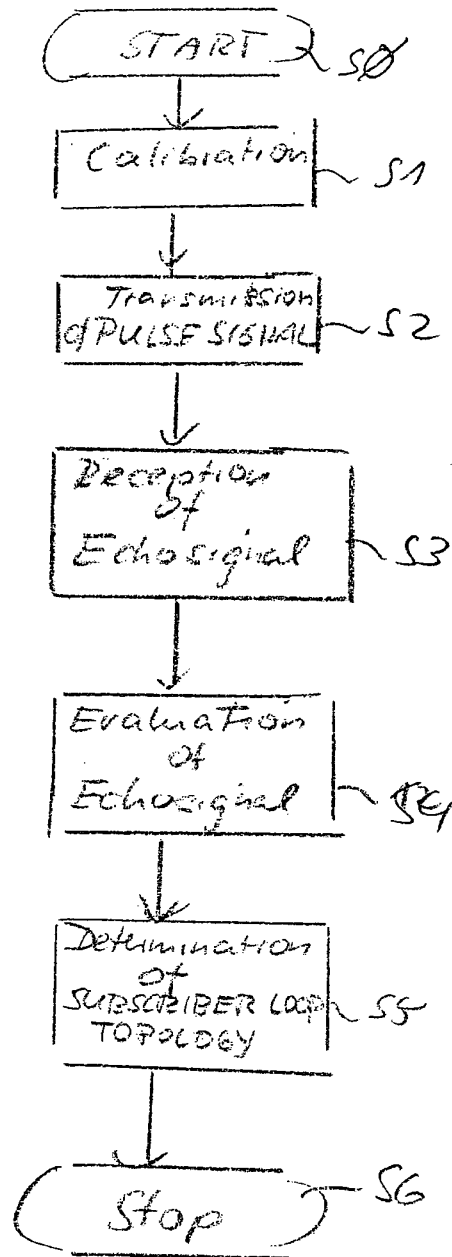 START SØ
Calibration S1
Transmission
of PULSE SIGNAL S2
Reception
of
Echosignal S3
Evaluation
of
Echosignal S4
Determination
of
SUBSCRIBER LOOP S5
TOPOLOGY
Stop S6